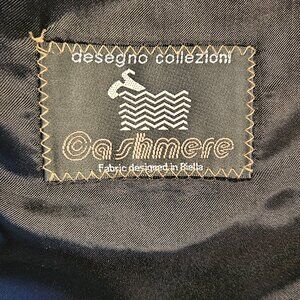 desegno collezioni
Cashmere
Fabric designed in Biella